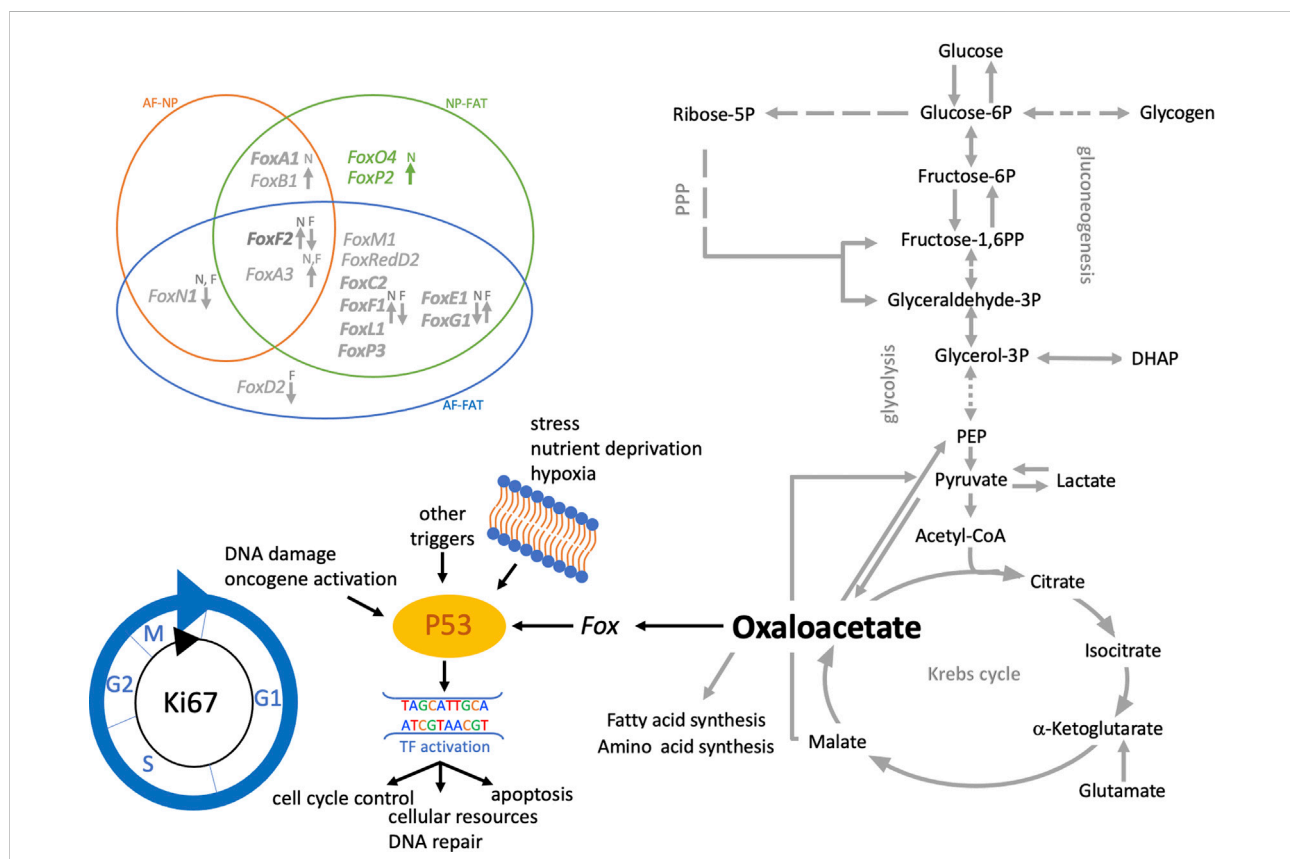 AF-NP
NP-FAT
FoxA1 N
FoxB1
FoxO4 N
FoxP2
N F
FoxF2
N,F
FoxA3
N, F
FoxN1
FoxM1
FoxRedD2
FoxC2
FoxF1 N F
FoxL1
FoxP3
FoxE1 N F
FoxG1
FoxD2 F
AF-FAT
stress
nutrient deprivation
hypoxia
other
triggers
DNA damage
oncogene activation
P53
Fox
Oxaloacetate
M
G2
G1
S
Ki67
TAGCATTGCA
ATCGTAACGT
TF activation
cell cycle control
apoptosis
cellular resources
DNA repair
Glucose
Ribose-5P
Glucose-6P
Glycogen
PPP
gluconeogenesis
Fructose-6P
Fructose-1,6PP
Glyceraldehyde-3P
glycolysis
Glycerol-3P
DHAP
PEP
Pyruvate
Lactate
Acetyl-CoA
Citrate
Isocitrate
Krebs cycle
α-Ketoglutarate
Glutamate
Malate
Fatty acid synthesis
Amino acid synthesis